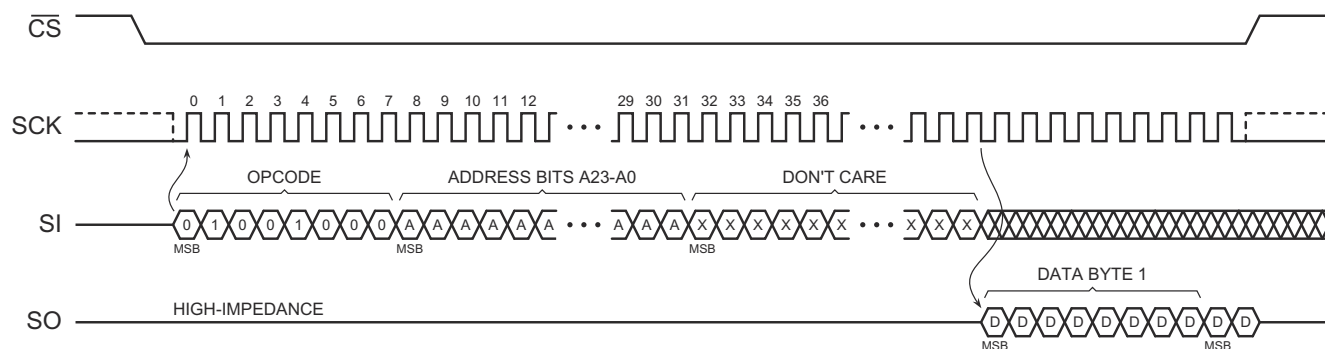 CS
0 1 2 3 4 5 6 7 8 9 10 11 12 29 30 31 32 33 34 35 36
SCK
OPCODE ADDRESS BITS A23-A0 DON'T CARE
SI 0 1 0 0 1 0 0 0 A A A A A A A A A X X X X X X X X X
MSB MSB MSB
DATA BYTE 1
HIGH-IMPEDANCE
SO D D D D D D D D D D
MSB MSB